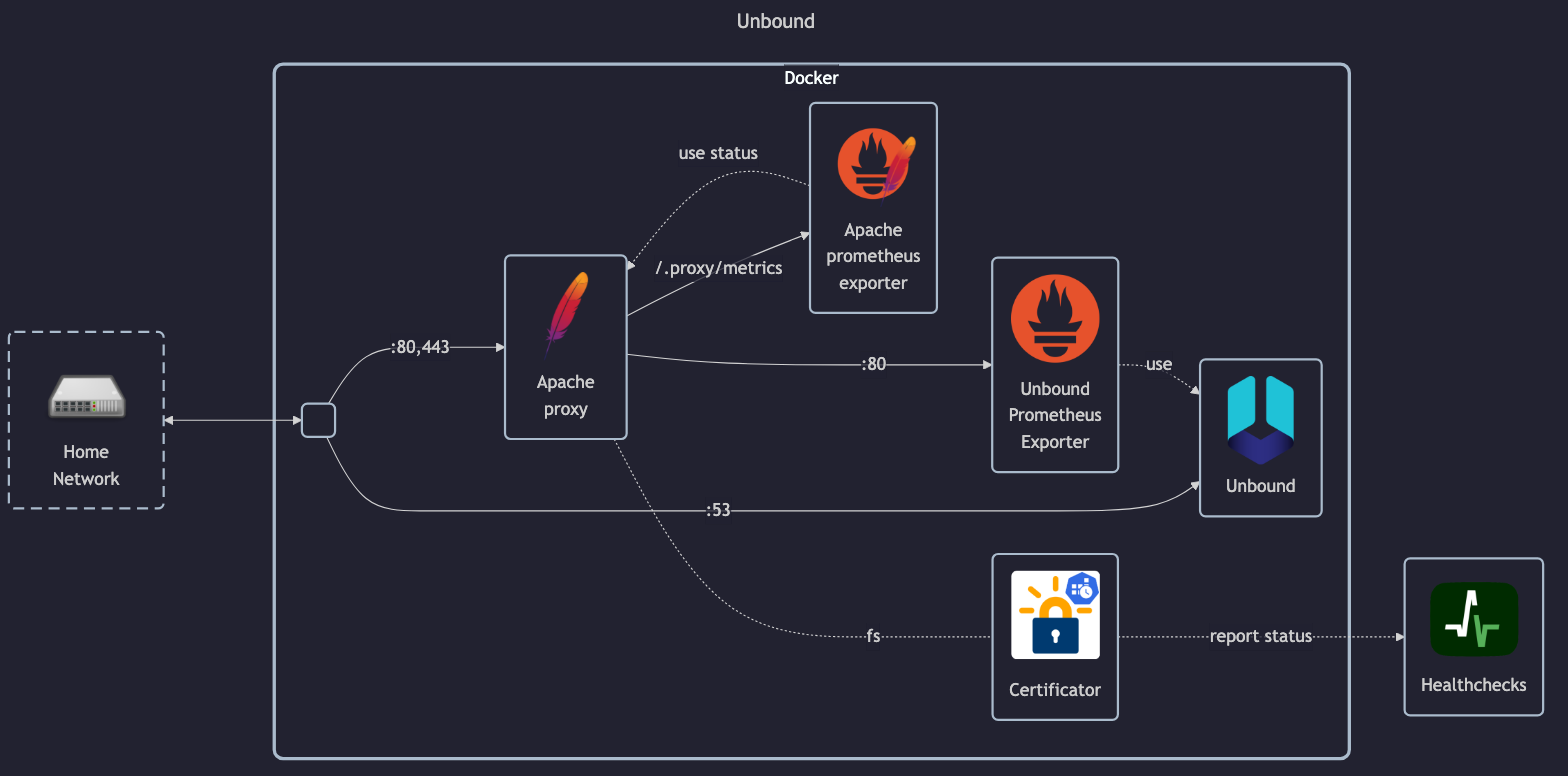 Unbound
Docker
use status
Apache
prometheus
exporter
/.proxy/metrics
:80,443
Apache
proxy
:80
Unbound
Prometheus
Exporter
use
Home
Network
Unbound
:53
fs
Certificator
report status
Healthchecks